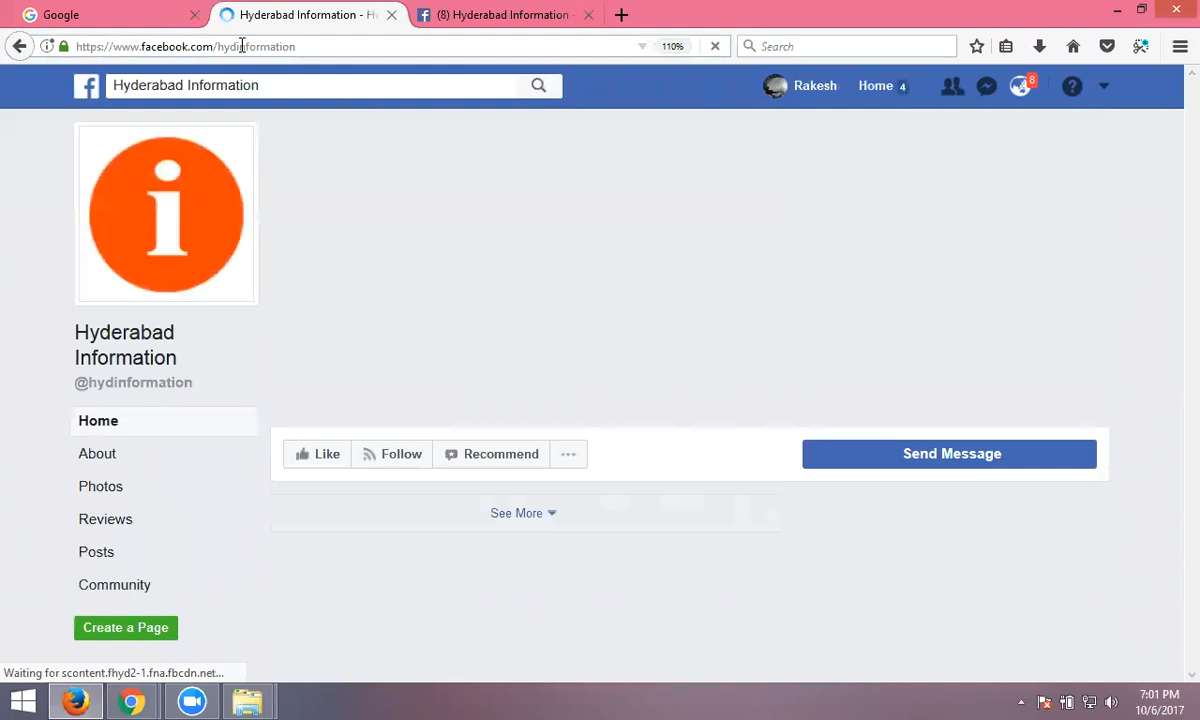 Google
Hyderabad Information - H
(8) Hyderabad Information -
https://www.facebook.com/hydinformation
110%
Search
Hyderabad Information
Rakesh
Home 4
8
Hyderabad
Information
@hydinformation
Home
About
Photos
Reviews
Posts
Community
Create a Page
Like
Follow
Recommend
Send Message
See More
Waiting for scontent.fhyd2-1.fna.fbcdn.net...
7:01 PM
10/6/2017